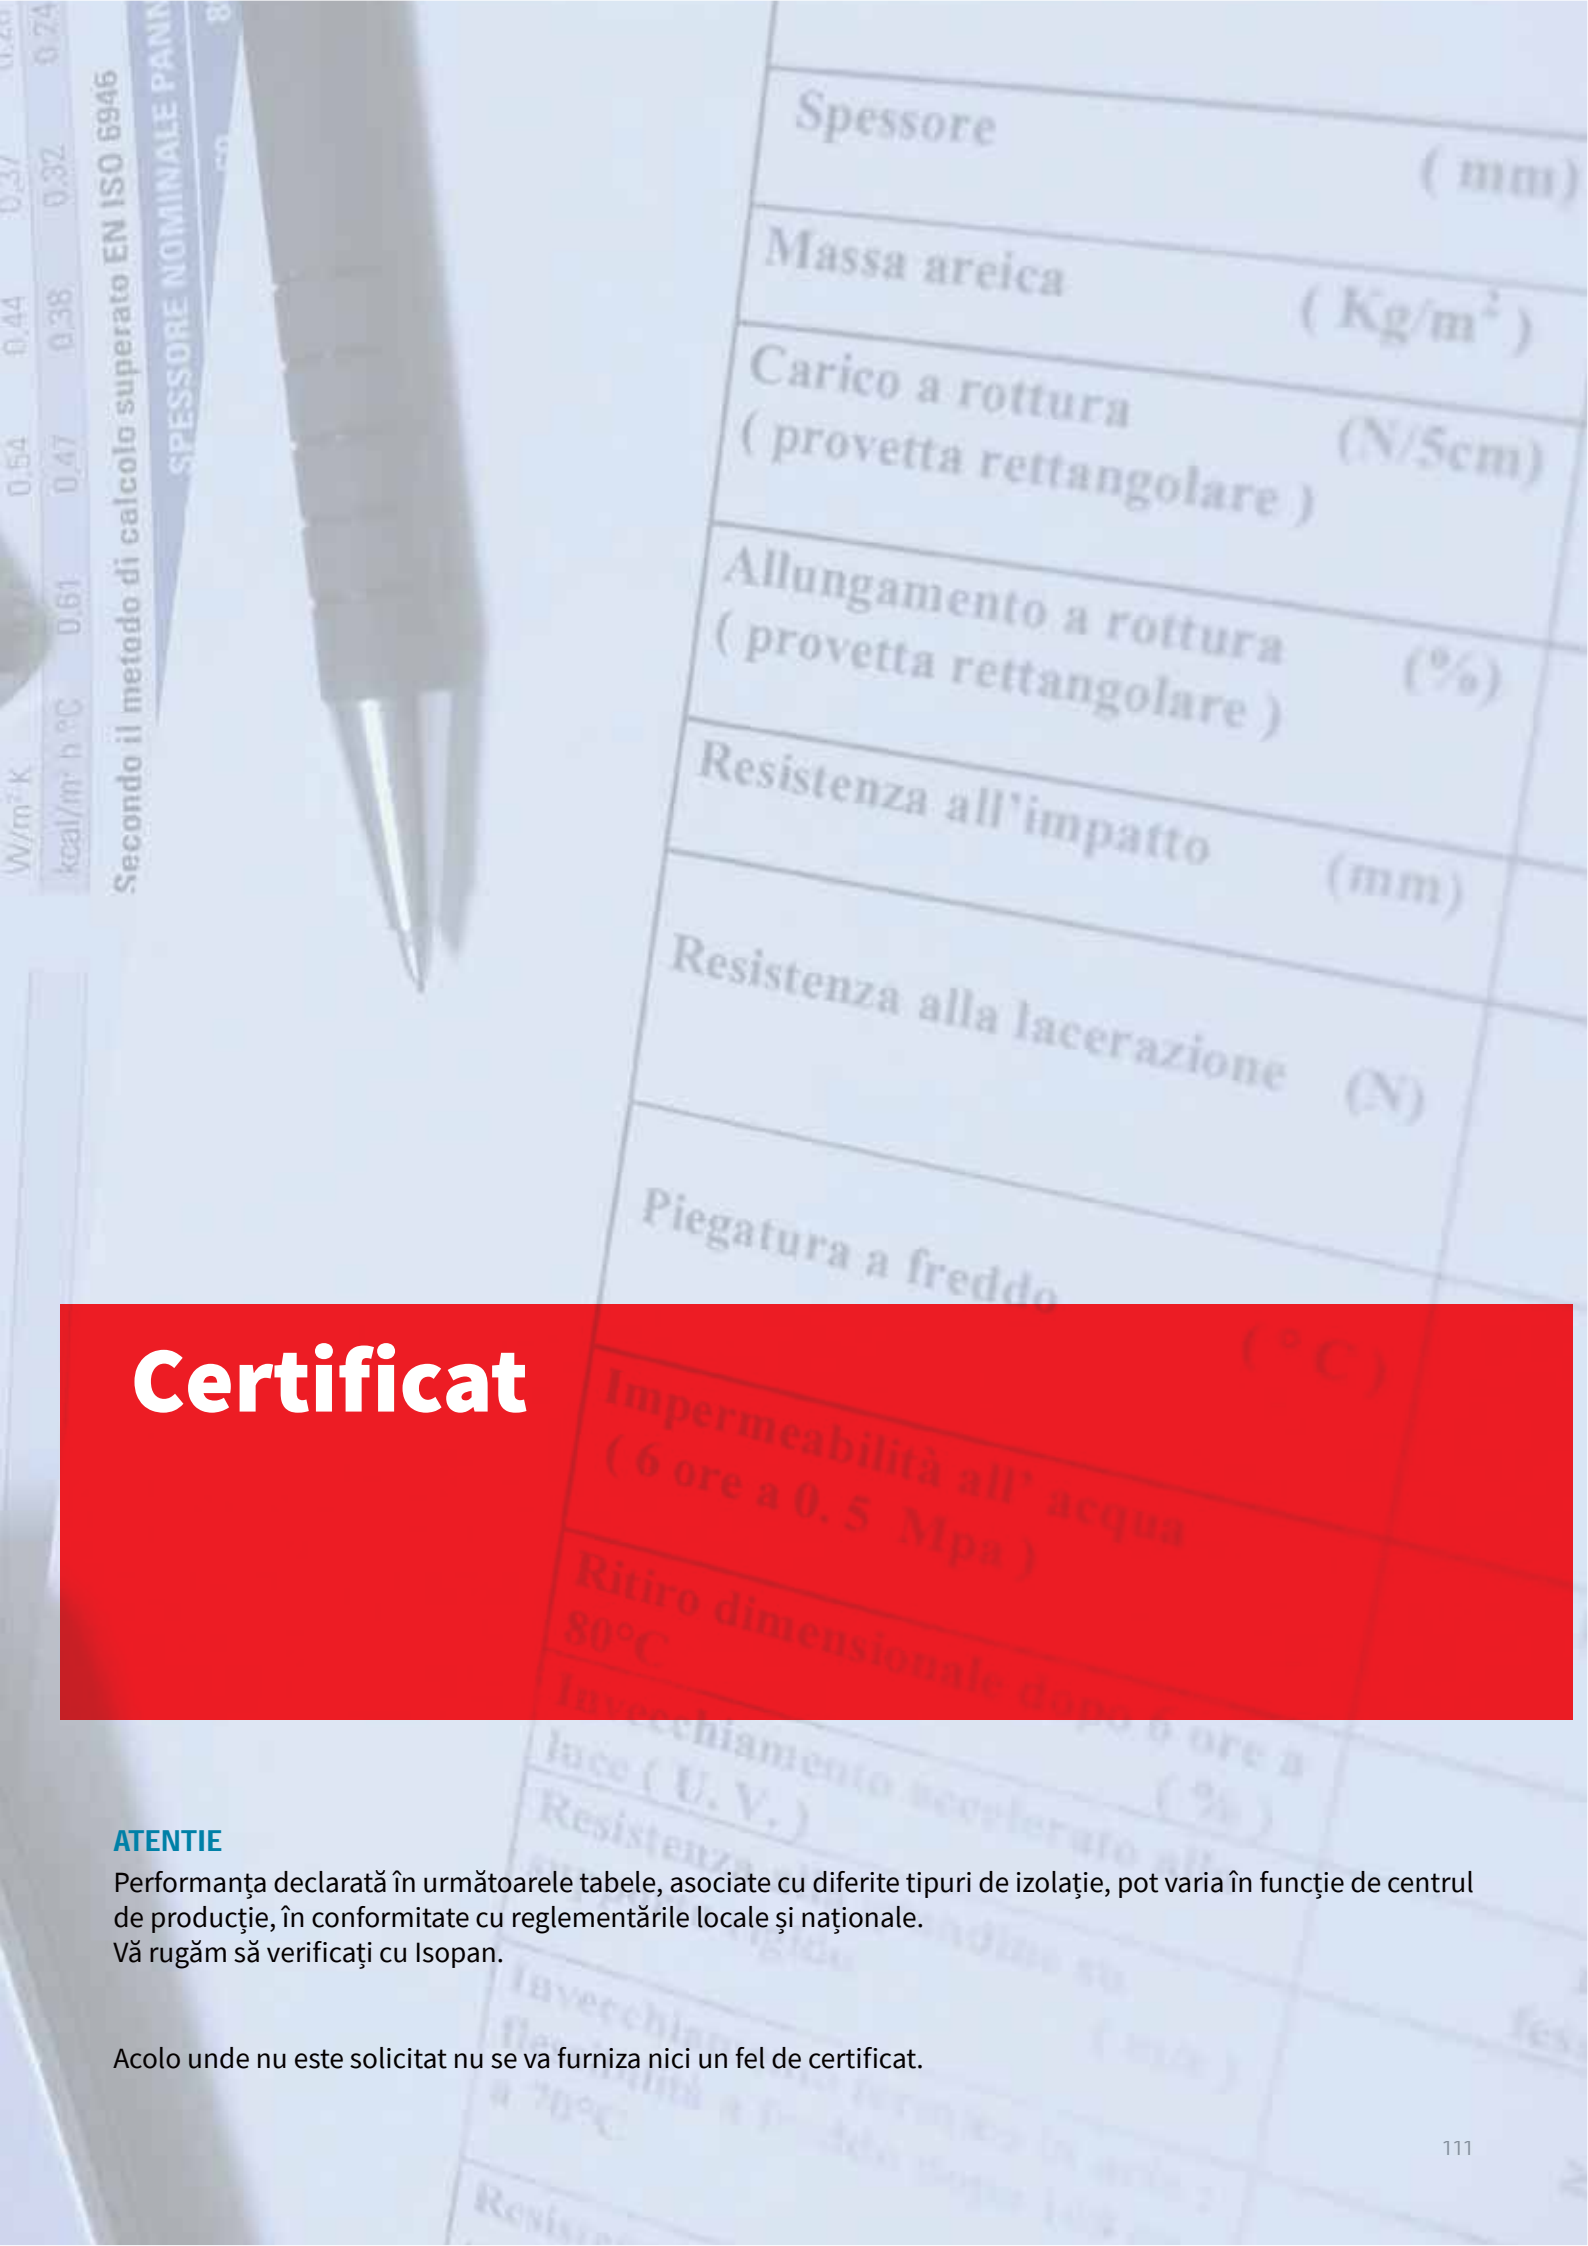 0.24
0,37
0.32
0.44
0.38
0.54
0.47
0.61
W/m² K
kcal/m² h °C
Secondo il metodo di calcolo superato EN ISO 6946
SPESSORE NOMINALE PANN
Spessore ( mm)
Massa areica ( Kg/m² )
Carico a rottura (N/5cm)
( provetta rettangolare )
Allungamento a rottura (%)
( provetta rettangolare )
Resistenza all'impatto (mm)
Resistenza alla lacerazione (N)
Piegatura a freddo ( ° C )
Impermeabilità all' acqua
( 6 ore a 0. 5 Mpa )
Ritiro dimensionale dopo 6 ore a
80°C ( % )
Invecchiamento accelerato alla
luce ( U. V. )
Certificat
ATENTIE
Performanța declarată în următoarele tabele, asociate cu diferite tipuri de izolație, pot varia în funcție de centrul
de producție, în conformitate cu reglementările locale și naționale.
Vă rugăm să verificați cu Isopan.
Acolo unde nu este solicitat nu se va furniza nici un fel de certificat.
a 70°C
111